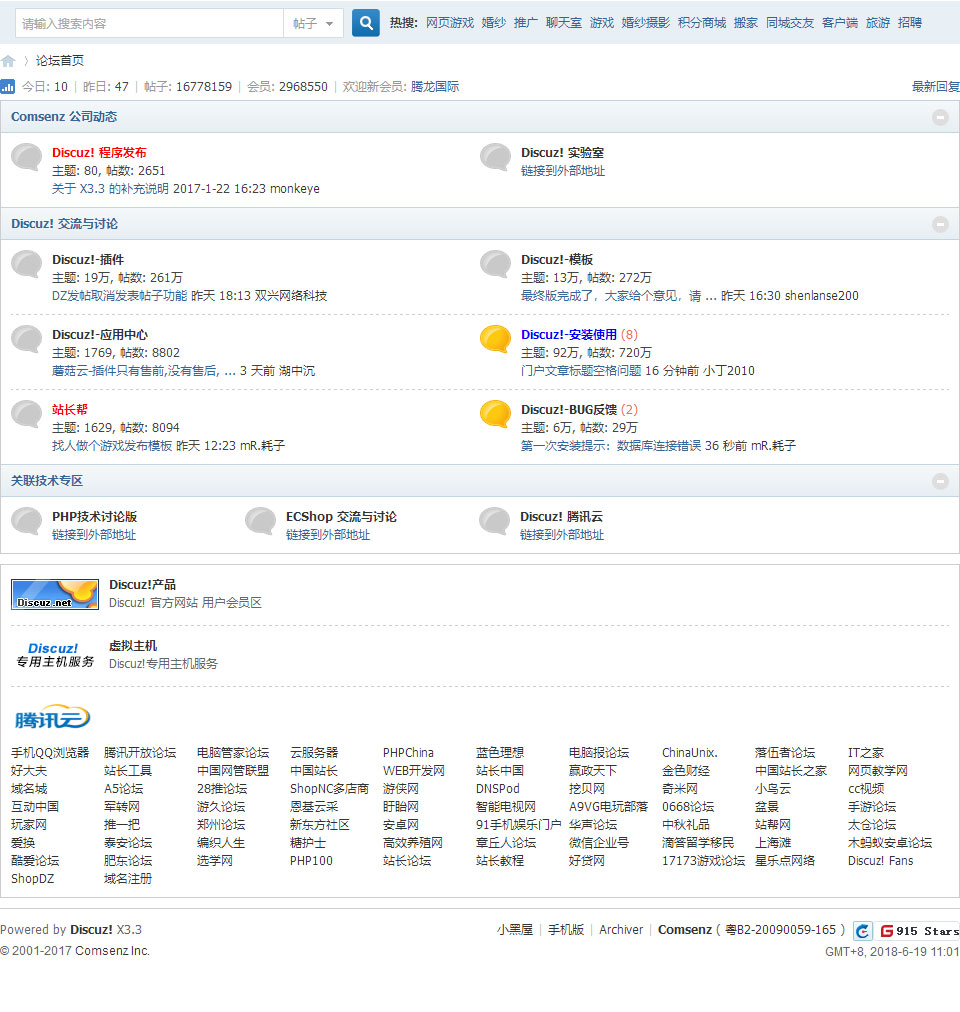 请输入搜索内容 帖子 热搜: 网页游戏 婚纱 推广 聊天室 游戏 婚纱摄影 积分商城 搬家 同城交友 客户端 旅游 招聘
论坛首页
今日: 10 | 昨日: 47 | 帖子: 16778159 | 会员: 2968550 | 欢迎新会员: 腾龙国际 最新回复
Comsenz 公司动态
Discuz! 程序发布
主题: 80, 帖数: 2651
关于 X3.3 的补充说明 2017-1-22 16:23 monkeye
Discuz! 实验室
链接到外部地址
Discuz! 交流与讨论
Discuz!-插件
主题: 19万, 帖数: 261万
DZ发帖取消发表帖子功能 昨天 18:13 双兴网络科技
Discuz!-模板
主题: 13万, 帖数: 272万
最终版完成了，大家给个意见，请 ... 昨天 16:30 shenlanse200
Discuz!-应用中心
主题: 1769, 帖数: 8802
蘑菇云-插件只有售前,没有售后, ... 3 天前 湖中沉
Discuz!-安装使用 (8)
主题: 92万, 帖数: 720万
门户文章标题空格问题 16 分钟前 小丁2010
站长帮
主题: 1629, 帖数: 8094
找人做个游戏发布模板 昨天 12:23 mR.耗子
Discuz!-BUG反馈 (2)
主题: 6万, 帖数: 29万
第一次安装提示：数据库连接错误 36 秒前 mR.耗子
关联技术专区
PHP技术讨论版
链接到外部地址
ECShop 交流与讨论
链接到外部地址
Discuz! 腾讯云
链接到外部地址
Discuz.net
Discuz!产品
Discuz! 官方网站 用户会员区
Discuz!
专用主机服务
虚拟主机
Discuz!专用主机服务
腾讯云
手机QQ浏览器 腾讯开放论坛 电脑管家论坛 云服务器 PHPChina 蓝色理想 电脑报论坛 ChinaUnix. 落伍者论坛 IT之家
好大夫 站长工具 中国网管联盟 中国站长 WEB开发网 站长中国 嬴政天下 金色财经 中国站长之家 网页教学网
域名城 A5论坛 28推论坛 ShopNC多店商 游侠网 DNSPod 挖贝网 奇米网 小鸟云 cc视频
互动中国 军转网 游久论坛 恩基云采 盱眙网 智能电视网 A9VG电玩部落 0668论坛 盆景 手游论坛
玩家网 推一把 郑州论坛 新东方社区 安卓网 91手机娱乐门户 华声论坛 中秋礼品 站帮网 太仓论坛
爱换 泰安论坛 编织人生 糖护士 高效养殖网 章丘人论坛 微信企业号 滴答留学移民 上海滩 木蚂蚁安卓论坛
酷爱论坛 肥东论坛 选学网 PHP100 站长论坛 站长教程 好贷网 17173游戏论坛 星乐点网络 Discuz! Fans
ShopDZ 域名注册
Powered by Discuz! X3.3
© 2001-2017 Comsenz Inc.
小黑屋 | 手机版 | Archiver | Comsenz ( 粤B2-20090059-165 ) 915 Stars
GMT+8, 2018-6-19 11:01